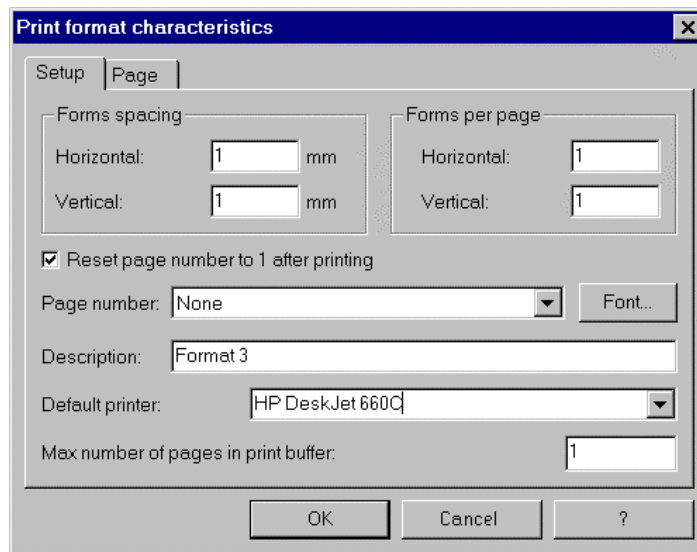 Print format characteristics
Setup Page
Forms spacing Forms per page
Horizontal: 1 mm Horizontal: 1
Vertical: 1 mm Vertical: 1
Reset page number to 1 after printing
Page number: None Font...
Description: Format 3
Default printer: HP DeskJet 660C
Max number of pages in print buffer: 1
OK Cancel ?